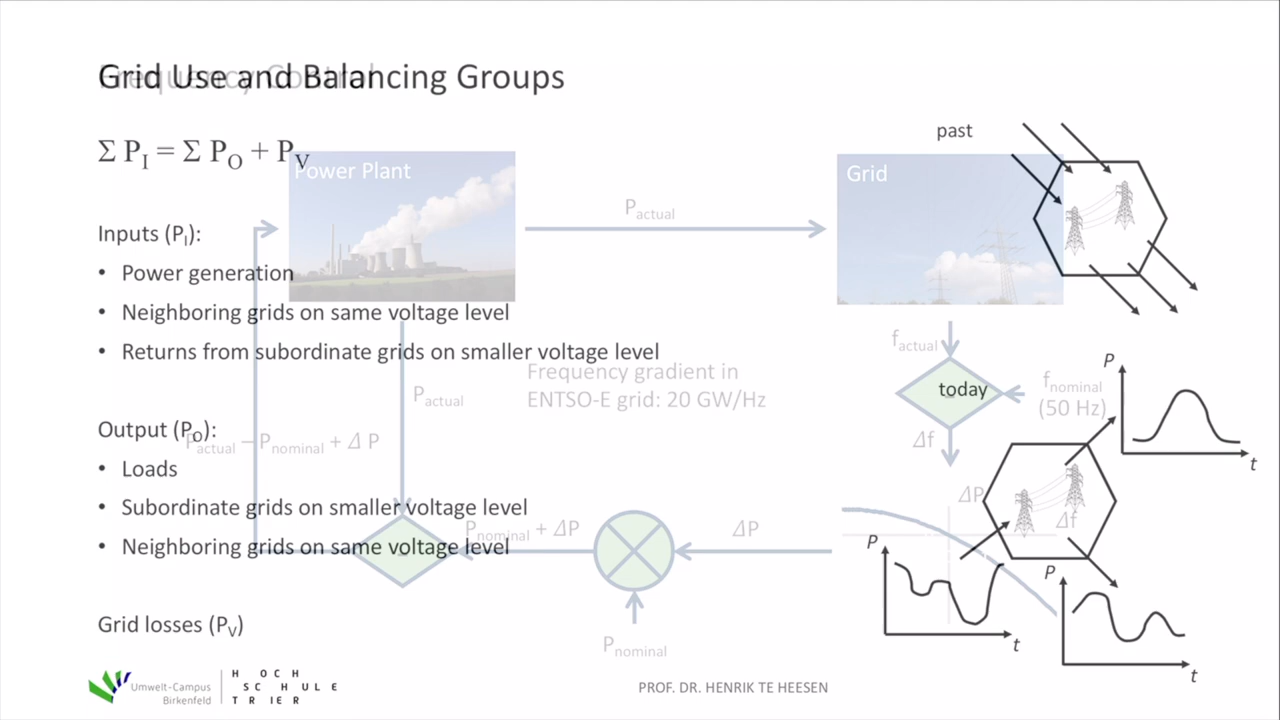 Grid Use and Balancing Groups
Frequency Control
Σ P_I = Σ P_O + P_V
past
Power Plant
Grid
P_actual
Inputs (P_I):
• Power generation
• Neighboring grids on same voltage level
• Returns from subordinate grids on smaller voltage level
f_actual
Frequency gradient in
ENTSO-E grid: 20 GW/Hz
P_actual
today
f_nominal
(50 Hz)
P
t
Output (P_O):
P_actual – P_nominal + Δ P
Δf
• Loads
• Subordinate grids on smaller voltage level
• Neighboring grids on same voltage level
P_nominal + ΔP
ΔP
ΔP
Δf
P
t
P
t
Grid losses (P_V)
P_nominal
Umwelt-Campus
Birkenfeld
HOCH
SCHULE
TRIER
PROF. DR. HENRIK TE HEESEN